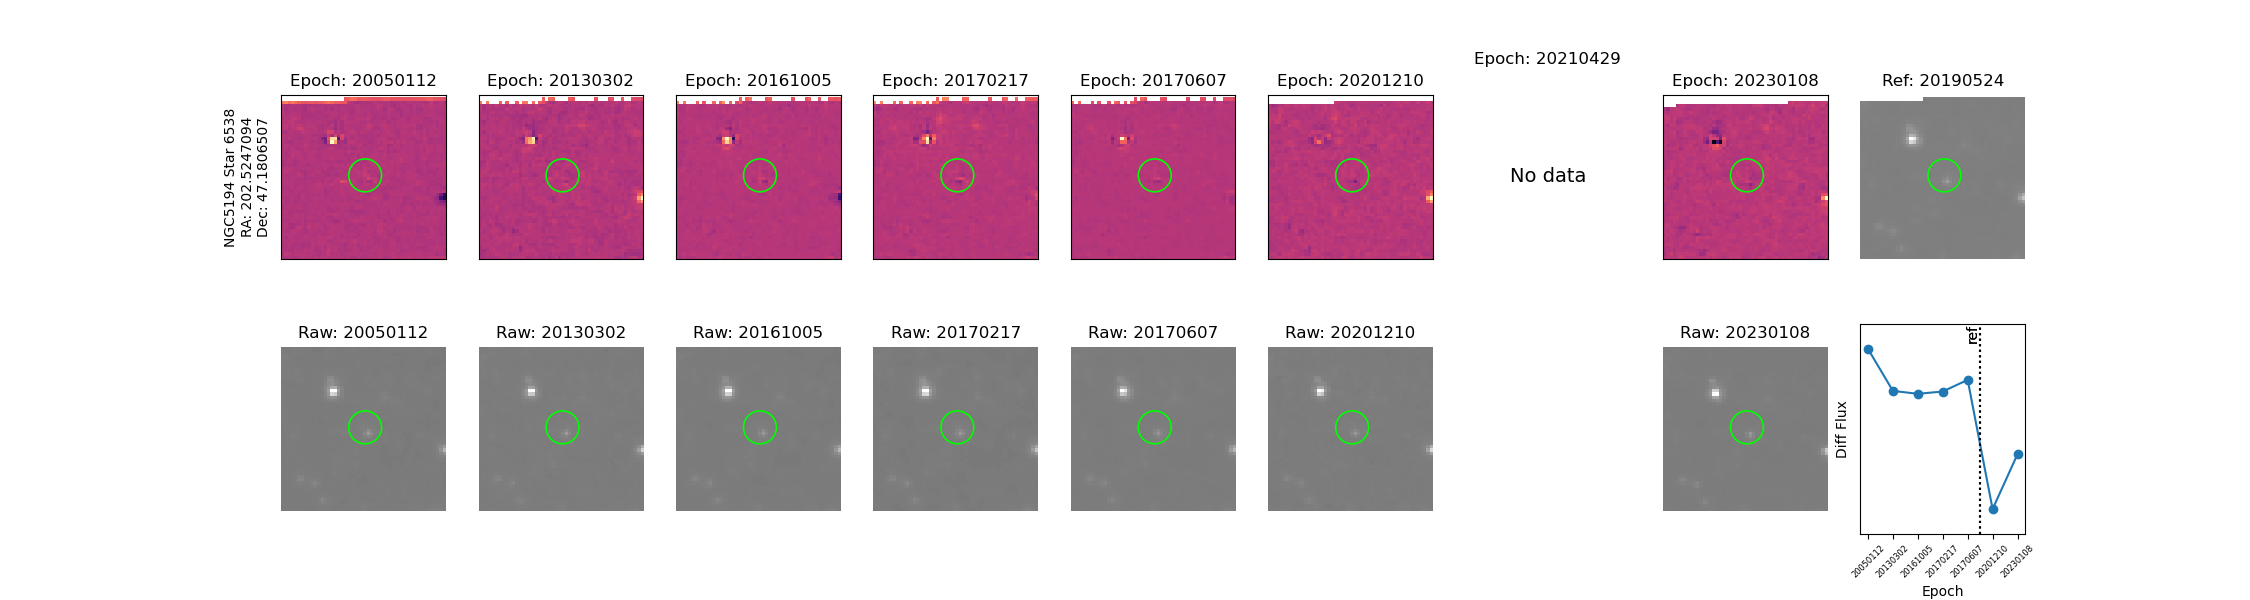 Epoch: 20210429
Epoch: 20050112
Epoch: 20130302
Epoch: 20161005
Epoch: 20170217
Epoch: 20170607
Epoch: 20201210
Epoch: 20230108
Ref: 20190524
NGC5194 Star 6538
RA: 202.5247094
Dec: 47.1806507
No data
Raw: 20050112
Raw: 20130302
Raw: 20161005
Raw: 20170217
Raw: 20170607
Raw: 20201210
Raw: 20230108
ref
Diff Flux
20050112
20130302
20161005
20170217
20170607
20201210
20230108
Epoch